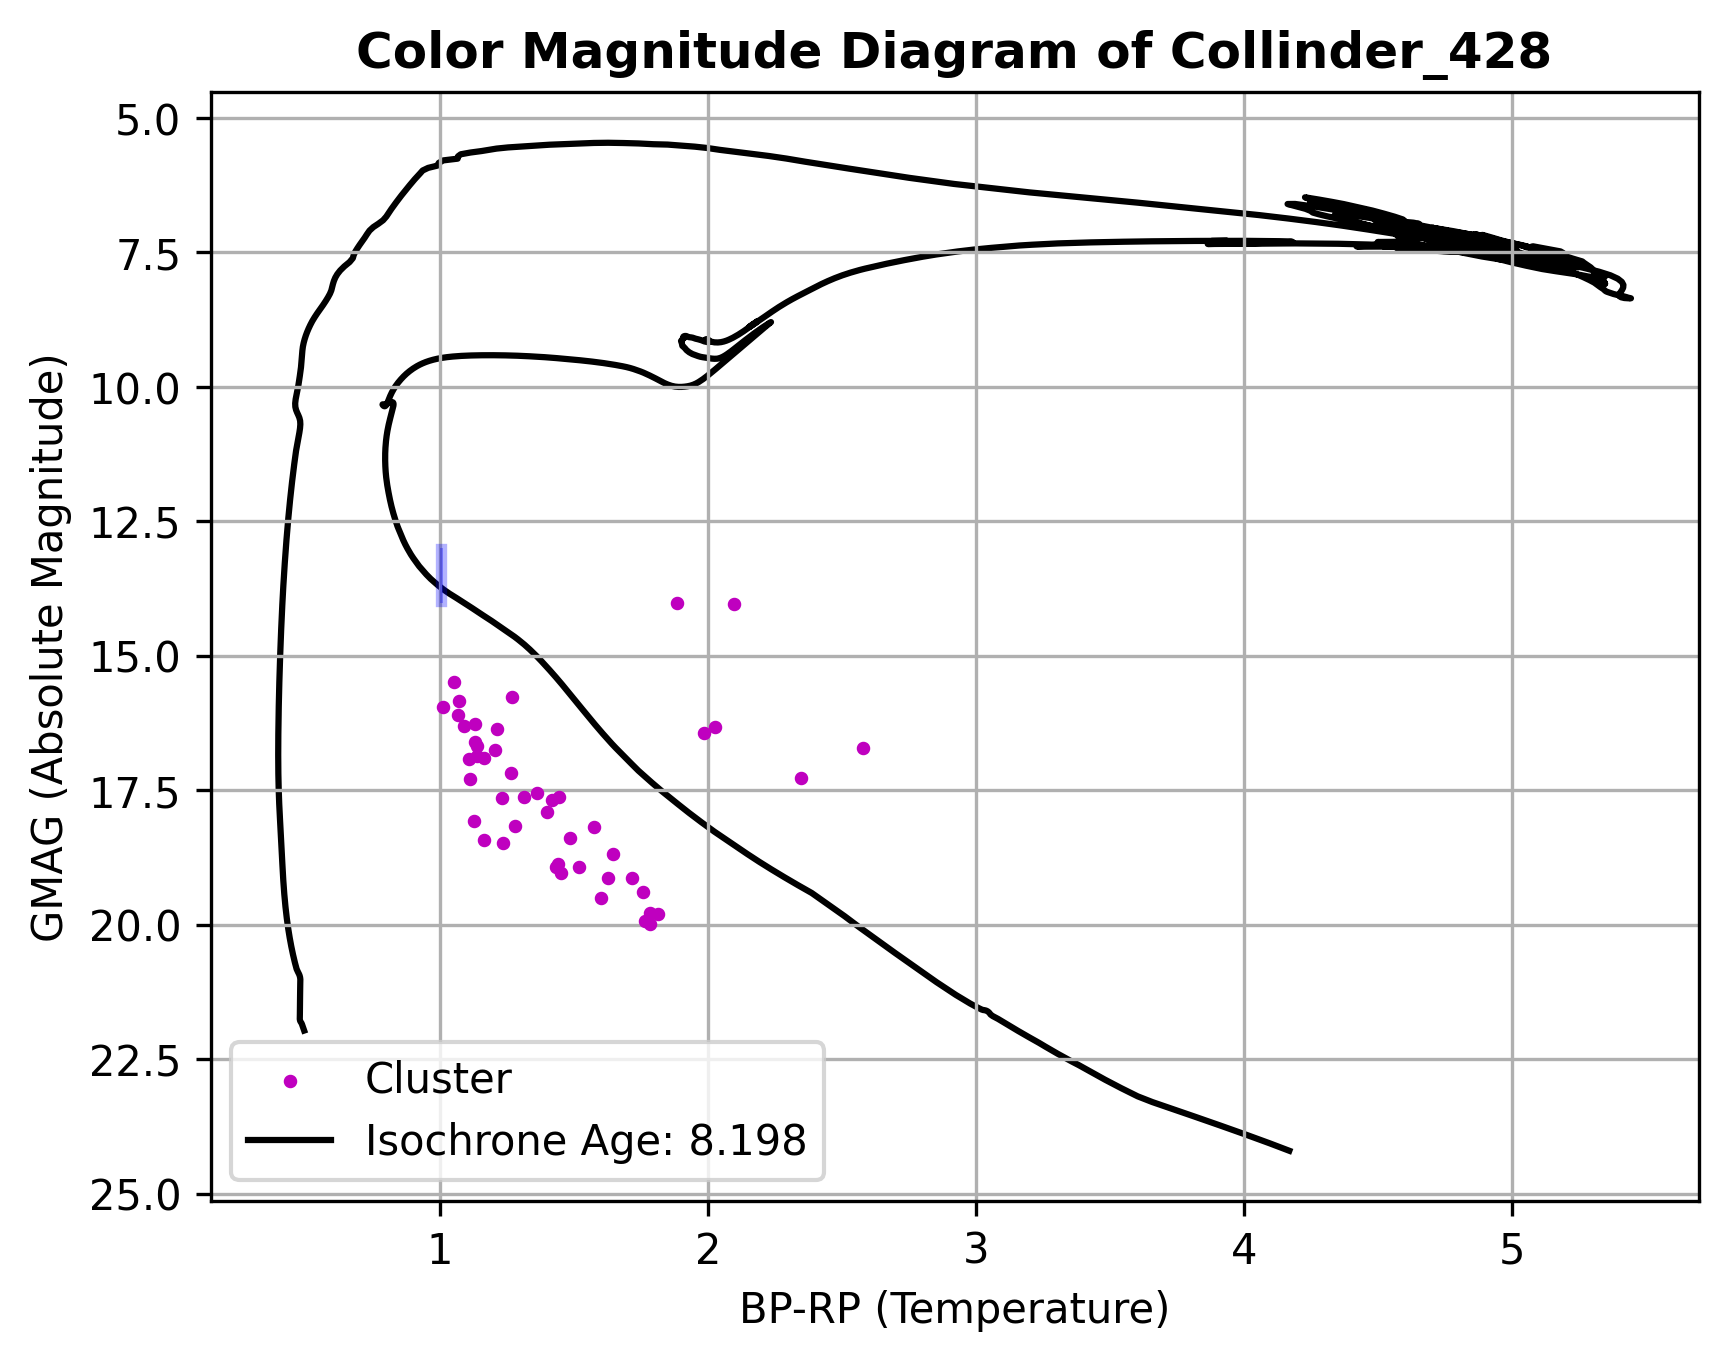 Color Magnitude Diagram of Collinder_428
GMAG (Absolute Magnitude)
5.0
7.5
10.0
12.5
15.0
17.5
20.0
22.5
25.0
Cluster
Isochrone Age: 8.198
1 2 3 4 5
BP-RP (Temperature)